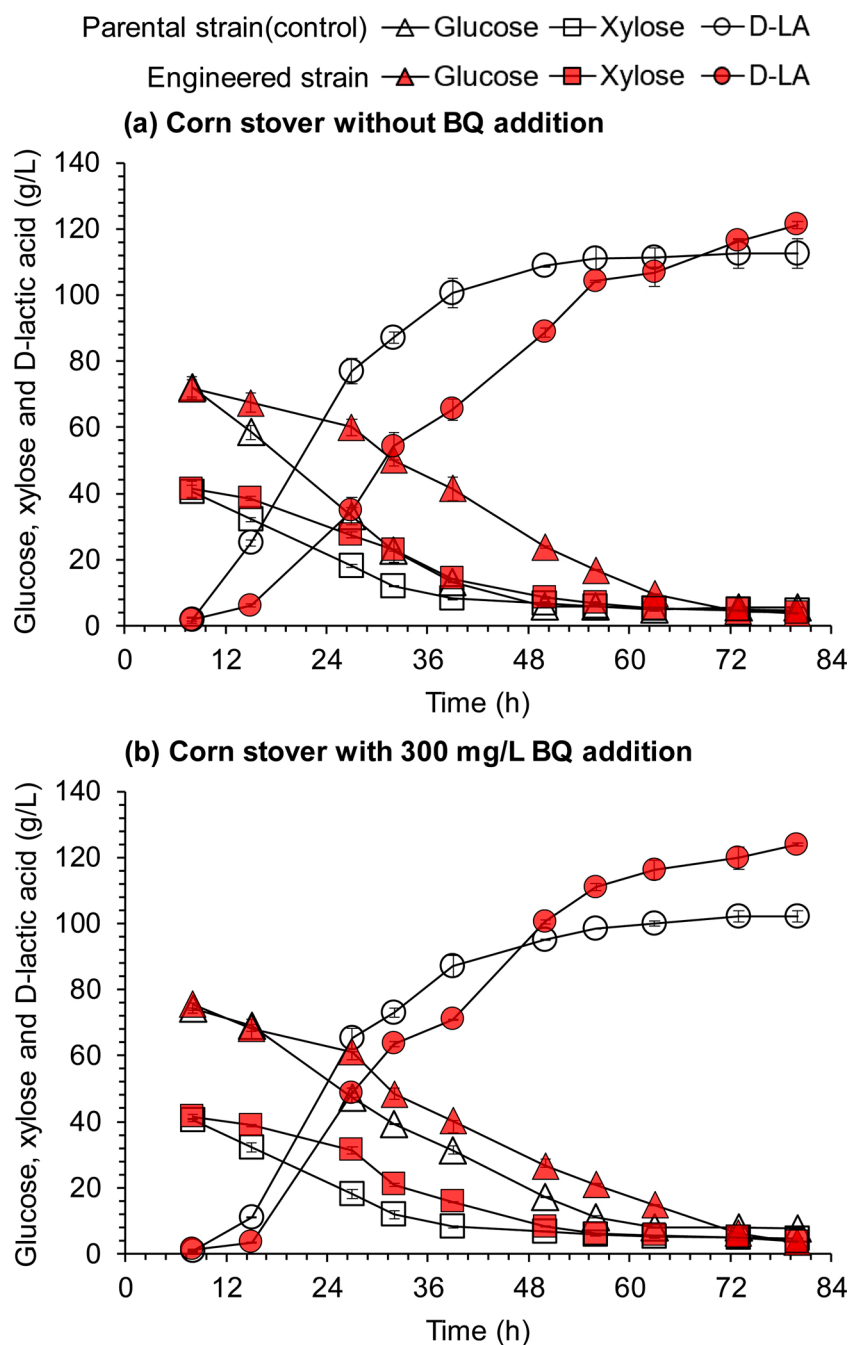 Parental strain(control) Glucose Xylose D-LA
Engineered strain Glucose Xylose D-LA
(a) Corn stover without BQ addition
Glucose, xylose and D-lactic acid (g/L)
140
120
100
80
60
40
20
0
0 12 24 36 48 60 72 84
Time (h)
(b) Corn stover with 300 mg/L BQ addition
Glucose, xylose and D-lactic acid (g/L)
140
120
100
80
60
40
20
0
0 12 24 36 48 60 72 84
Time (h)